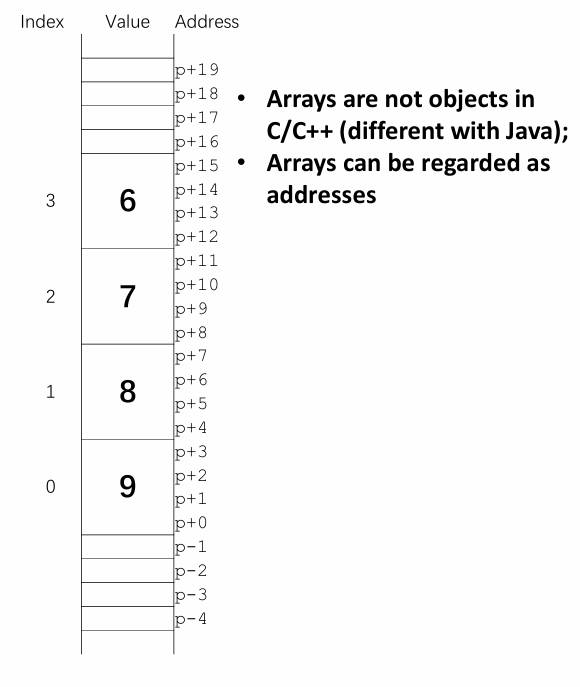 Index Value Address
p+19
p+18
p+17
p+16
p+15
p+14
3 6 p+13
p+12
p+11
p+10
2 7 p+9
p+8
p+7
p+6
1 8 p+5
p+4
p+3
p+2
0 9 p+1
p+0
p-1
p-2
p-3
p-4
• Arrays are not objects in
C/C++ (different with Java);
• Arrays can be regarded as
addresses